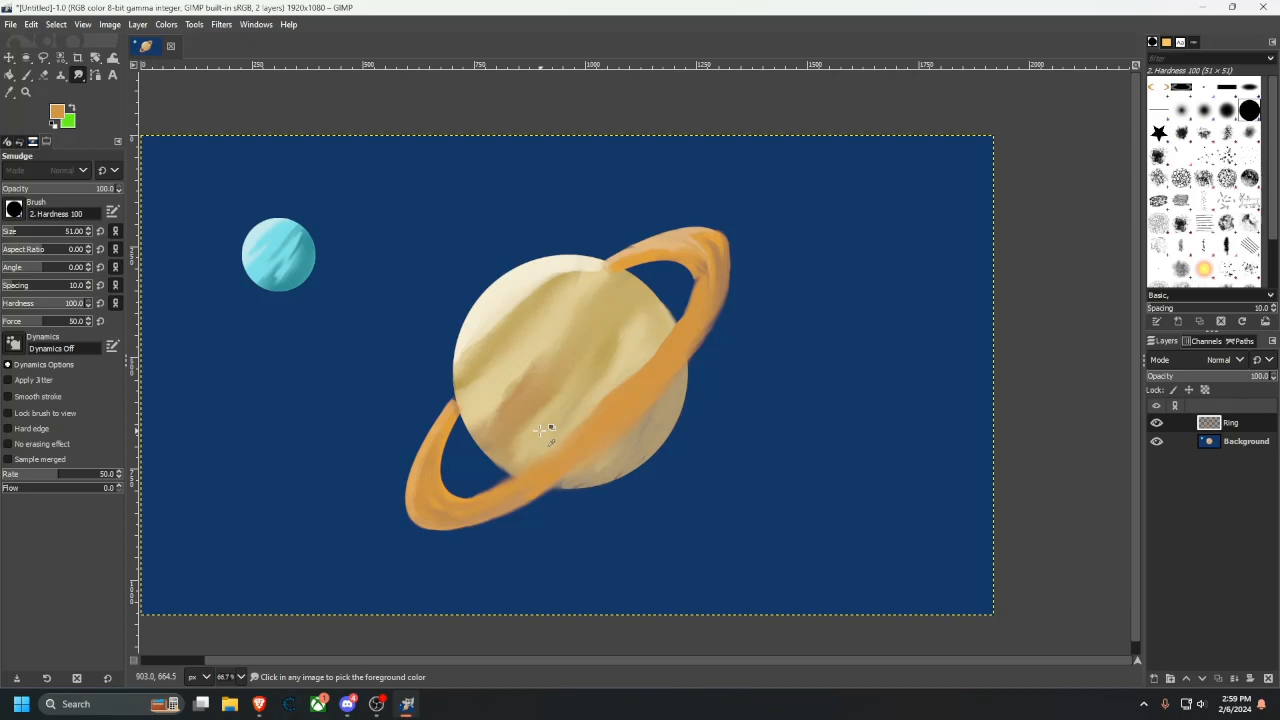 *[Untitled]-1.0 (RGB color 8-bit gamma integer, GIMP built-in sRGB, 2 layers) 1920x1080 – GIMP
File Edit Select View Image Layer Colors Tools Filters Windows Help
0 250 500 750 1000 1250 1500 1750 2000
filter
2. Hardness 100 (51 × 51)
Smudge
Mode Normal
Opacity 100.0
Brush
2. Hardness 100
Size 51.00
Aspect Ratio 0.00
Angle 0.00
Spacing 10.0
Hardness 100.0
Force 50.0
Dynamics
Dynamics Off
Dynamics Options
Apply Jitter
Smooth stroke
Lock brush to view
Hard edge
No erasing effect
Sample merged
Rate 50.0
Flow 0.0
Basic,
Spacing 10.0
Layers Channels Paths
Mode Normal
Opacity 100.0
Lock:
Ring
Background
903.0, 664.5 px 66.7 % Click in any image to pick the foreground color
Search
1
4
2:59 PM
2/6/2024